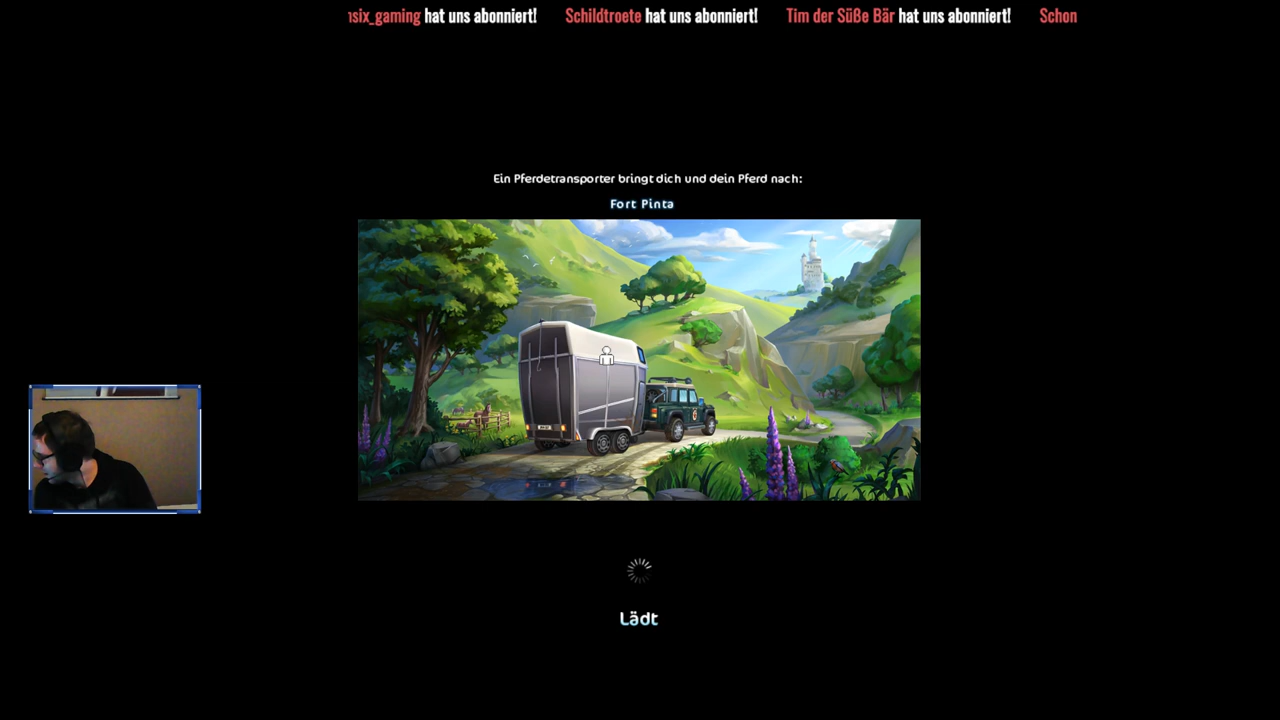 nsix_gaming hat uns abonniert! Schildtroete hat uns abonniert! Tim der Süße Bär hat uns abonniert! Schon
Ein Pferdetransporter bringt dich und dein Pferd nach:
Fort Pinta
Lädt